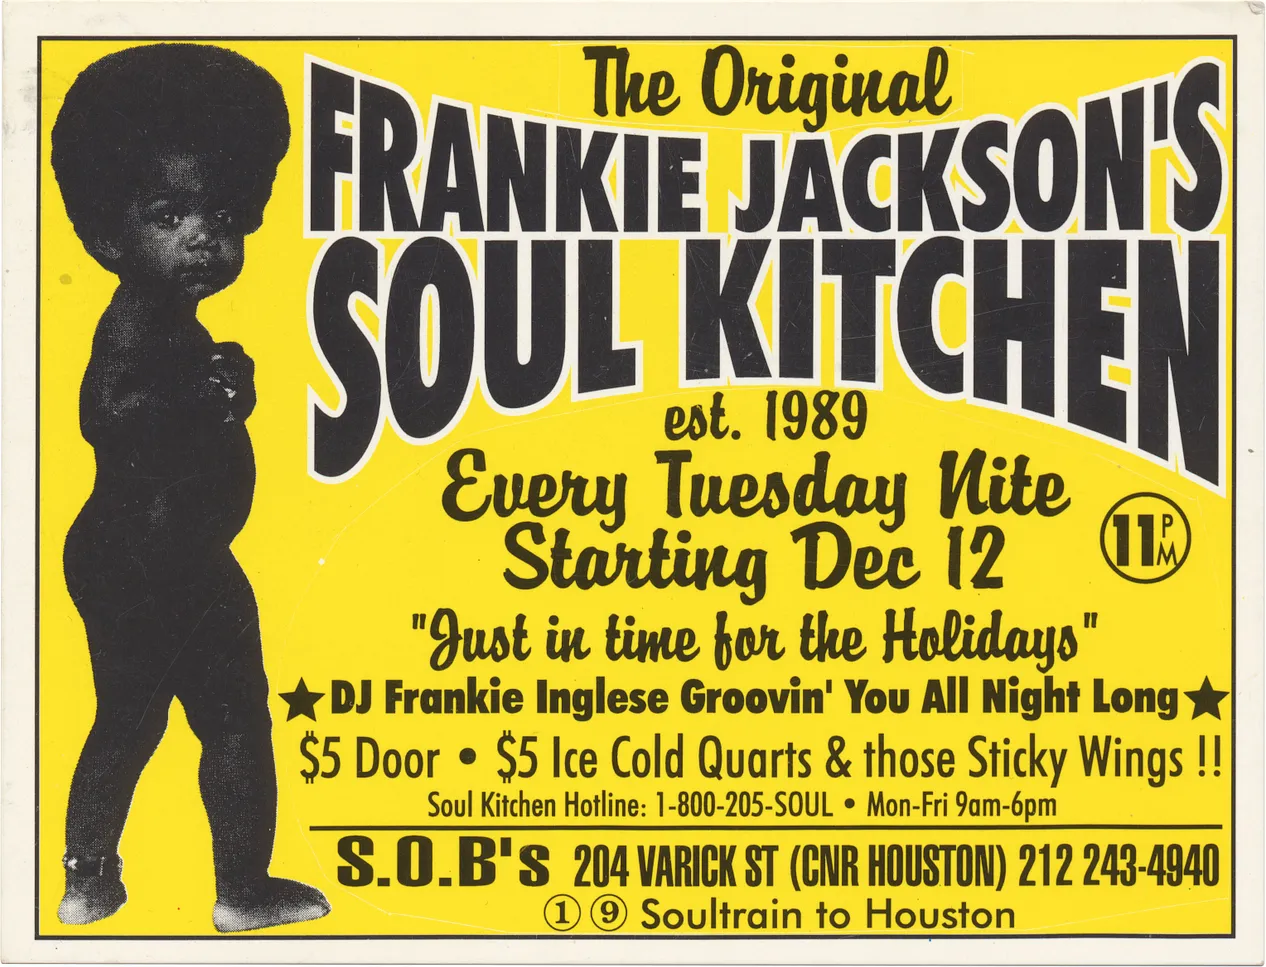 The Original
FRANKIE JACKSON'S
SOUL KITCHEN
est. 1989
Every Tuesday Nite
Starting Dec 12
11PM
"Just in time for the Holidays"
★ DJ Frankie Inglese Groovin' You All Night Long ★
$5 Door • $5 Ice Cold Quarts & those Sticky Wings !!
Soul Kitchen Hotline: 1-800-205-SOUL • Mon-Fri 9am-6pm
S.O.B's 204 VARICK ST (CNR HOUSTON) 212 243-4940
① ⑨ Soultrain to Houston